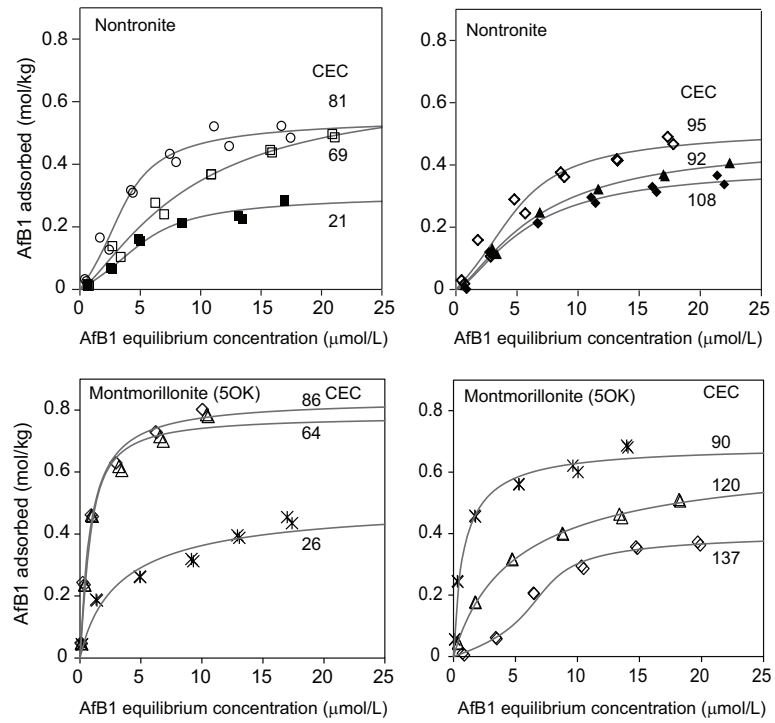 Nontronite
CEC
81
69
21
0.8
0.6
0.4
0.2
0
0 5 10 15 20 25
AfB1 adsorbed (mol/kg)
AfB1 equilibrium concentration (μmol/L)
Nontronite
CEC
95
92
108
0.8
0.6
0.4
0.2
0
0 5 10 15 20 25
AfB1 equilibrium concentration (μmol/L)
Montmorillonite (5OK)
86 CEC
64
26
0.8
0.6
0.4
0.2
0
0 5 10 15 20 25
AfB1 adsorbed (mol/kg)
AfB1 equilibrium concentration (μmol/L)
Montmorillonite (5OK)
CEC
90
120
137
0.8
0.6
0.4
0.2
0
0 5 10 15 20 25
AfB1 equilibrium concentration (μmol/L)